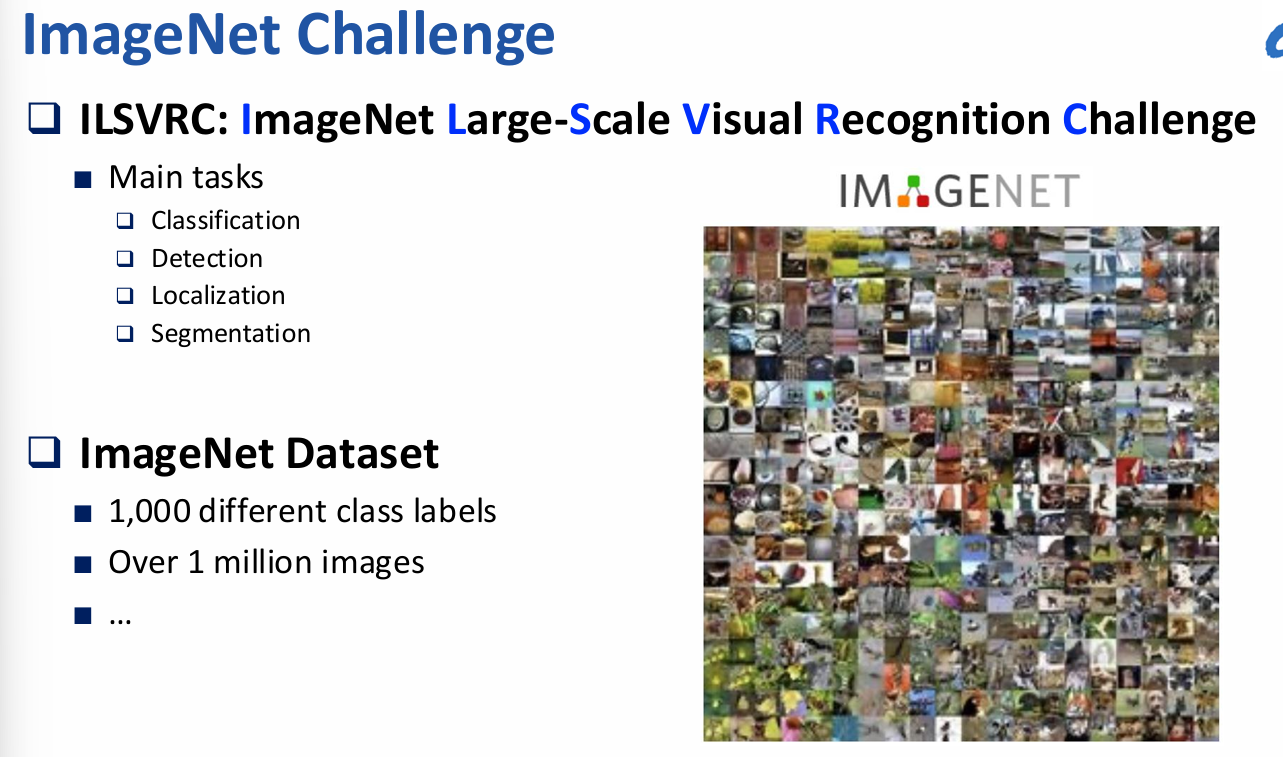 ImageNet Challenge
ILSVRC: ImageNet Large-Scale Visual Recognition Challenge
Main tasks
Classification
Detection
Localization
Segmentation
IMAGENET
ImageNet Dataset
1,000 different class labels
Over 1 million images
...